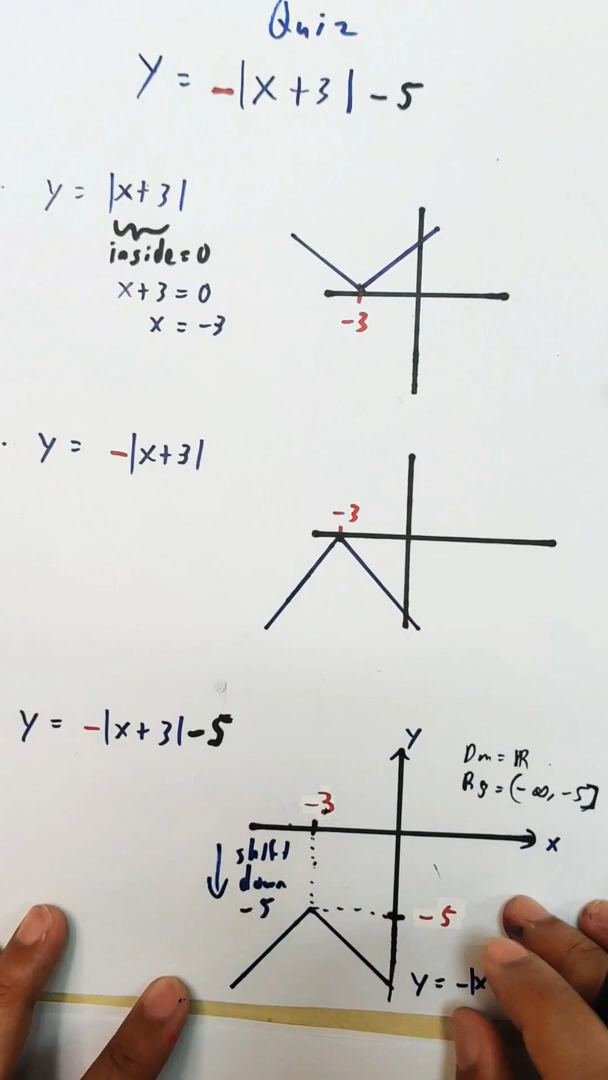 Quiz
y = -|x+3| - 5
y = |x+3|
inside = 0
x+3 = 0
x = -3
-3
y = -|x+3|
-3
y = -|x+3| - 5
y
Dm = ℝ
Rg = (-∞, -5]
-3
x
shift
down
-5
-5
y = -|x